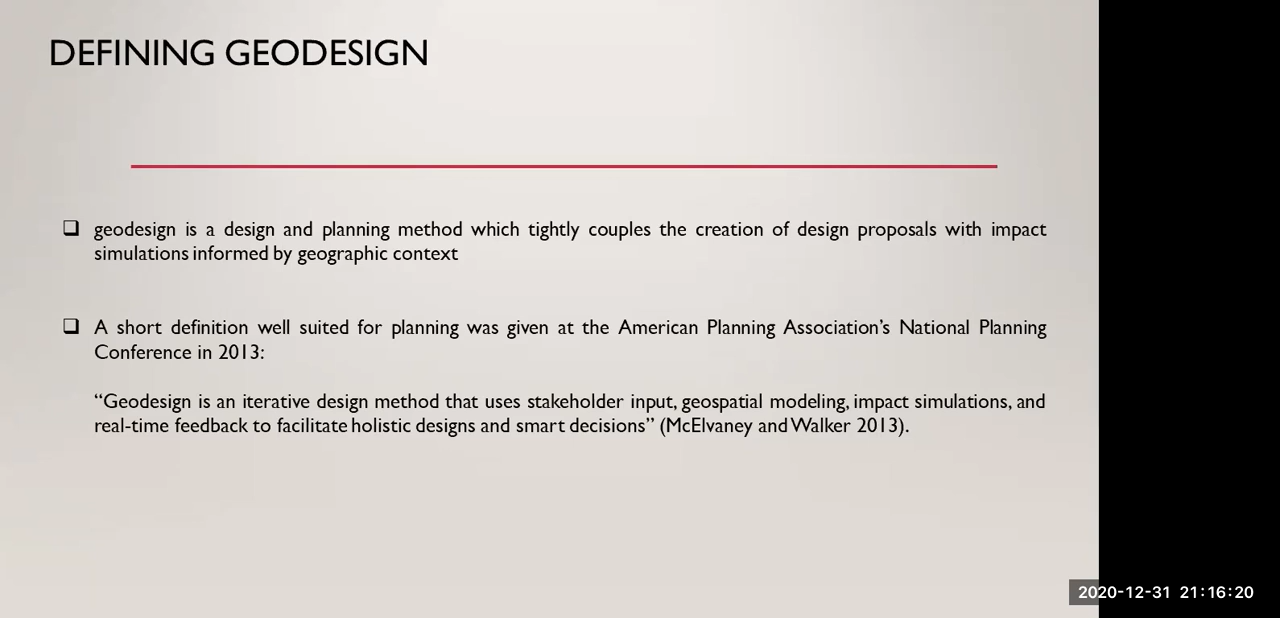 DEFINING GEODESIGN
geodesign is a design and planning method which tightly couples the creation of design proposals with impact
simulations informed by geographic context
A short definition well suited for planning was given at the American Planning Association’s National Planning
Conference in 2013:
“Geodesign is an iterative design method that uses stakeholder input, geospatial modeling, impact simulations, and
real-time feedback to facilitate holistic designs and smart decisions” (McElvaney and Walker 2013).
2020-12-31 21:16:20